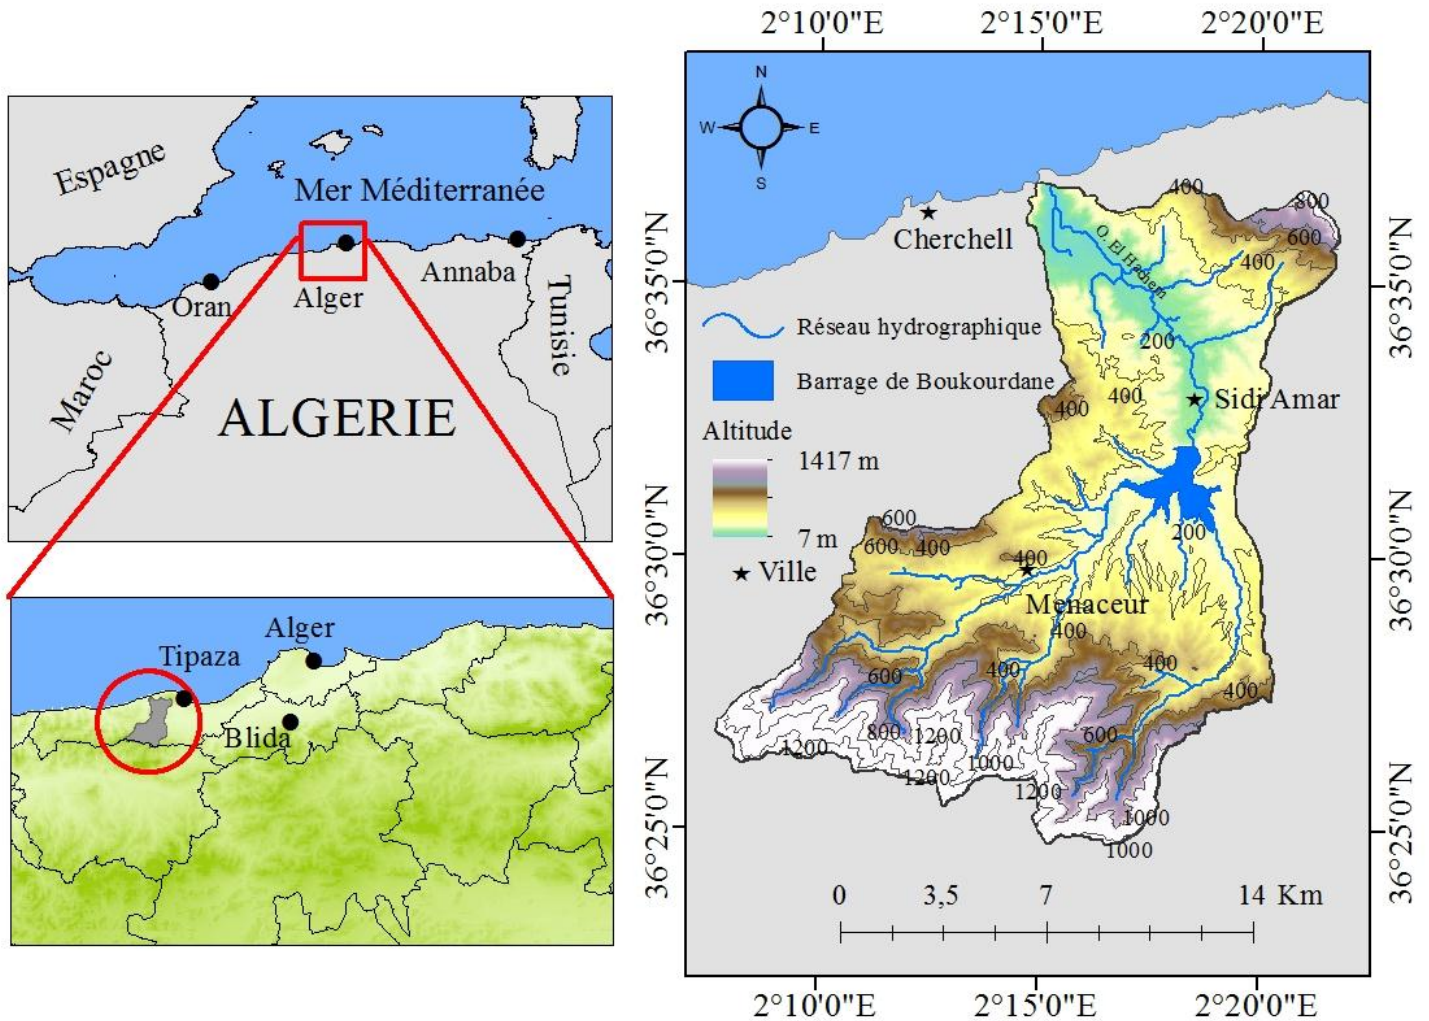 Espagne
Mer Méditerranée
Oran
Alger
Annaba
Tunisie
Maroc
ALGERIE
Alger
Tipaza
Blida
2°10'0"E
2°15'0"E
2°20'0"E
N
W
E
S
36°35'0"N
36°30'0"N
36°25'0"N
36°35'0"N
36°30'0"N
36°25'0"N
Cherchell
O El Hachem
400
800
600
400
200
Réseau hydrographique
Barrage de Boukourdane
400
400
Sidi Amar
Altitude
1417 m
7 m
Ville
600
600
400
200
400
Menaceur
400
400
400
600
400
800
1200
600
1200
1000
1200
1200
1000
1000
0
3,5
7
14 Km
2°10'0"E
2°15'0"E
2°20'0"E